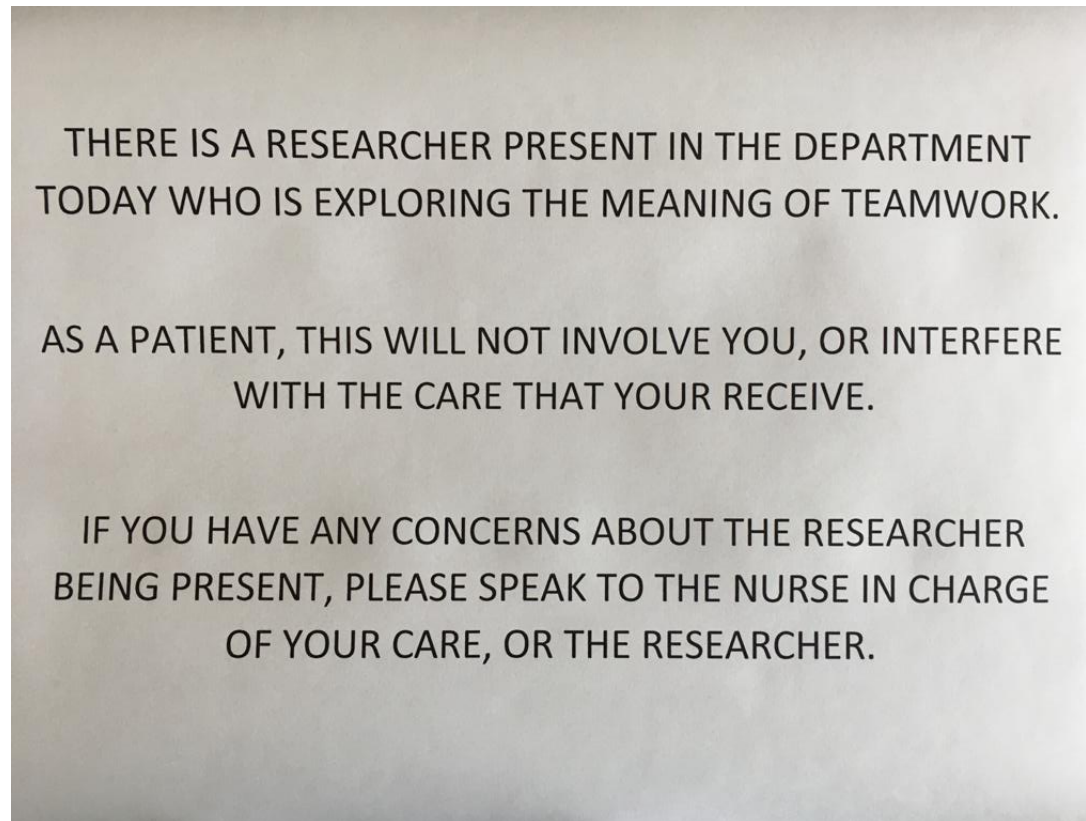 THERE IS A RESEARCHER PRESENT IN THE DEPARTMENT
TODAY WHO IS EXPLORING THE MEANING OF TEAMWORK.
AS A PATIENT, THIS WILL NOT INVOLVE YOU, OR INTERFERE
WITH THE CARE THAT YOUR RECEIVE.
IF YOU HAVE ANY CONCERNS ABOUT THE RESEARCHER
BEING PRESENT, PLEASE SPEAK TO THE NURSE IN CHARGE
OF YOUR CARE, OR THE RESEARCHER.